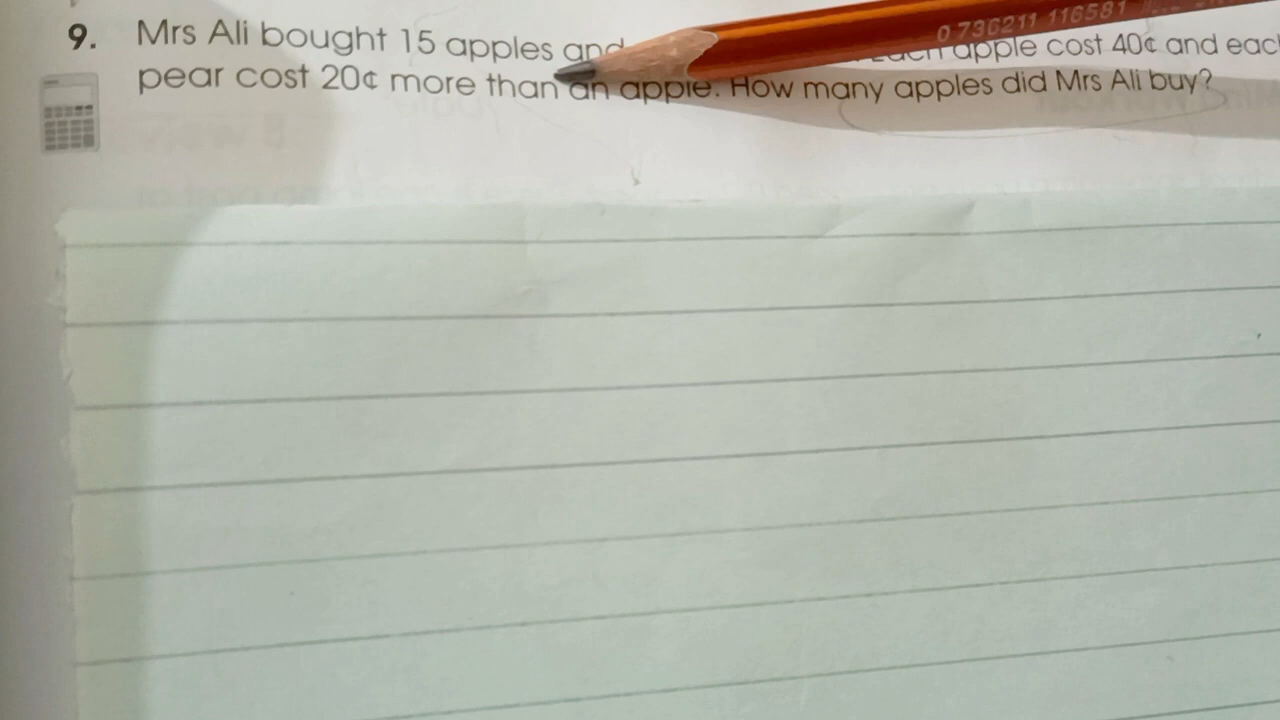 9. Mrs Ali bought 15 apples and apple cost 40¢ and each
pear cost 20¢ more than an apple. How many apples did Mrs Ali buy?
0 736211 116581